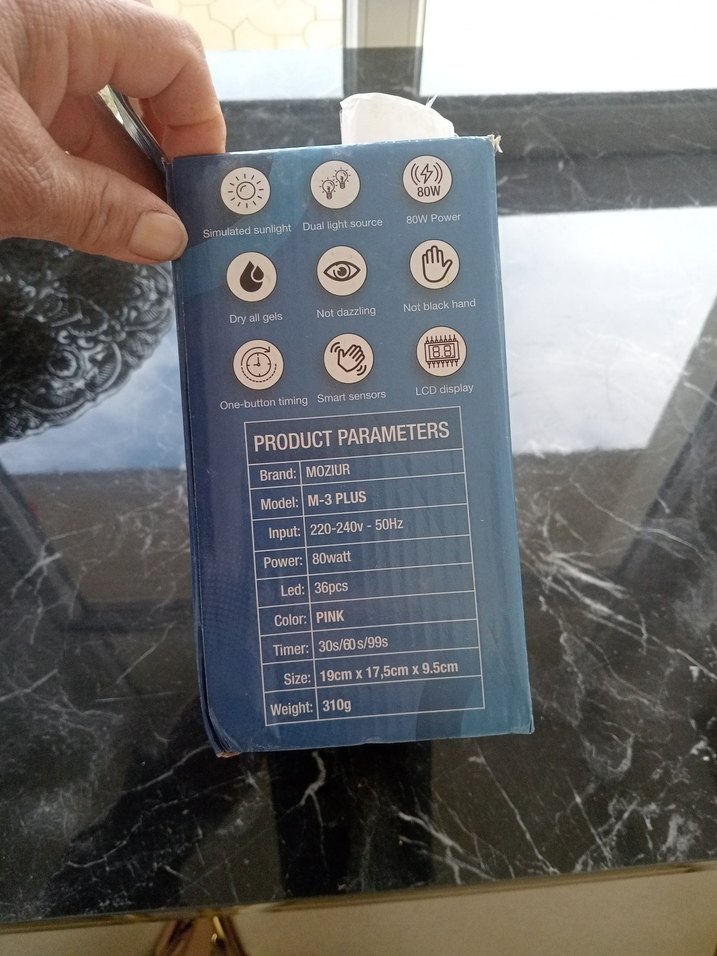 Simulated sunlight
Dual light source
80W
80W Power
Dry all gels
Not dazzling
Not black hand
One-button timing
Smart sensors
8.8
LCD display
PRODUCT PARAMETERS
Brand: MOZIUR
Model: M-3 PLUS
Input: 220-240v - 50Hz
Power: 80watt
Led: 36pcs
Color: PINK
Timer: 30s/60s/99s
Size: 19cm x 17,5cm x 9.5cm
Weight: 310g